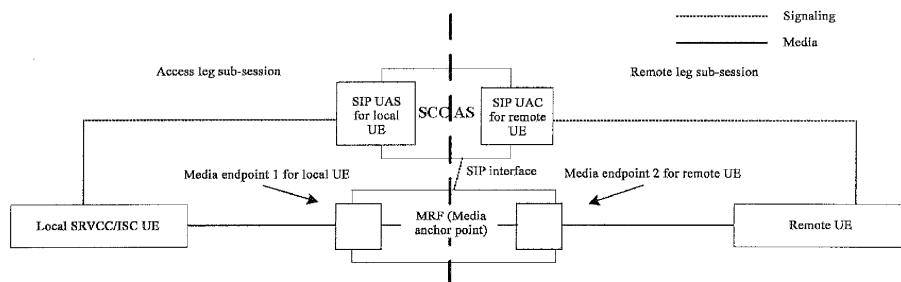 Signaling
Media
Access leg sub-session
Remote leg sub-session
SIP UAS
for local
UE
SCC AS
SIP UAC
for remote
UE
SIP interface
Media endpoint 1 for local UE
Media endpoint 2 for remote UE
Local SRVCC/ISC UE
MRF (Media
anchor point)
Remote UE